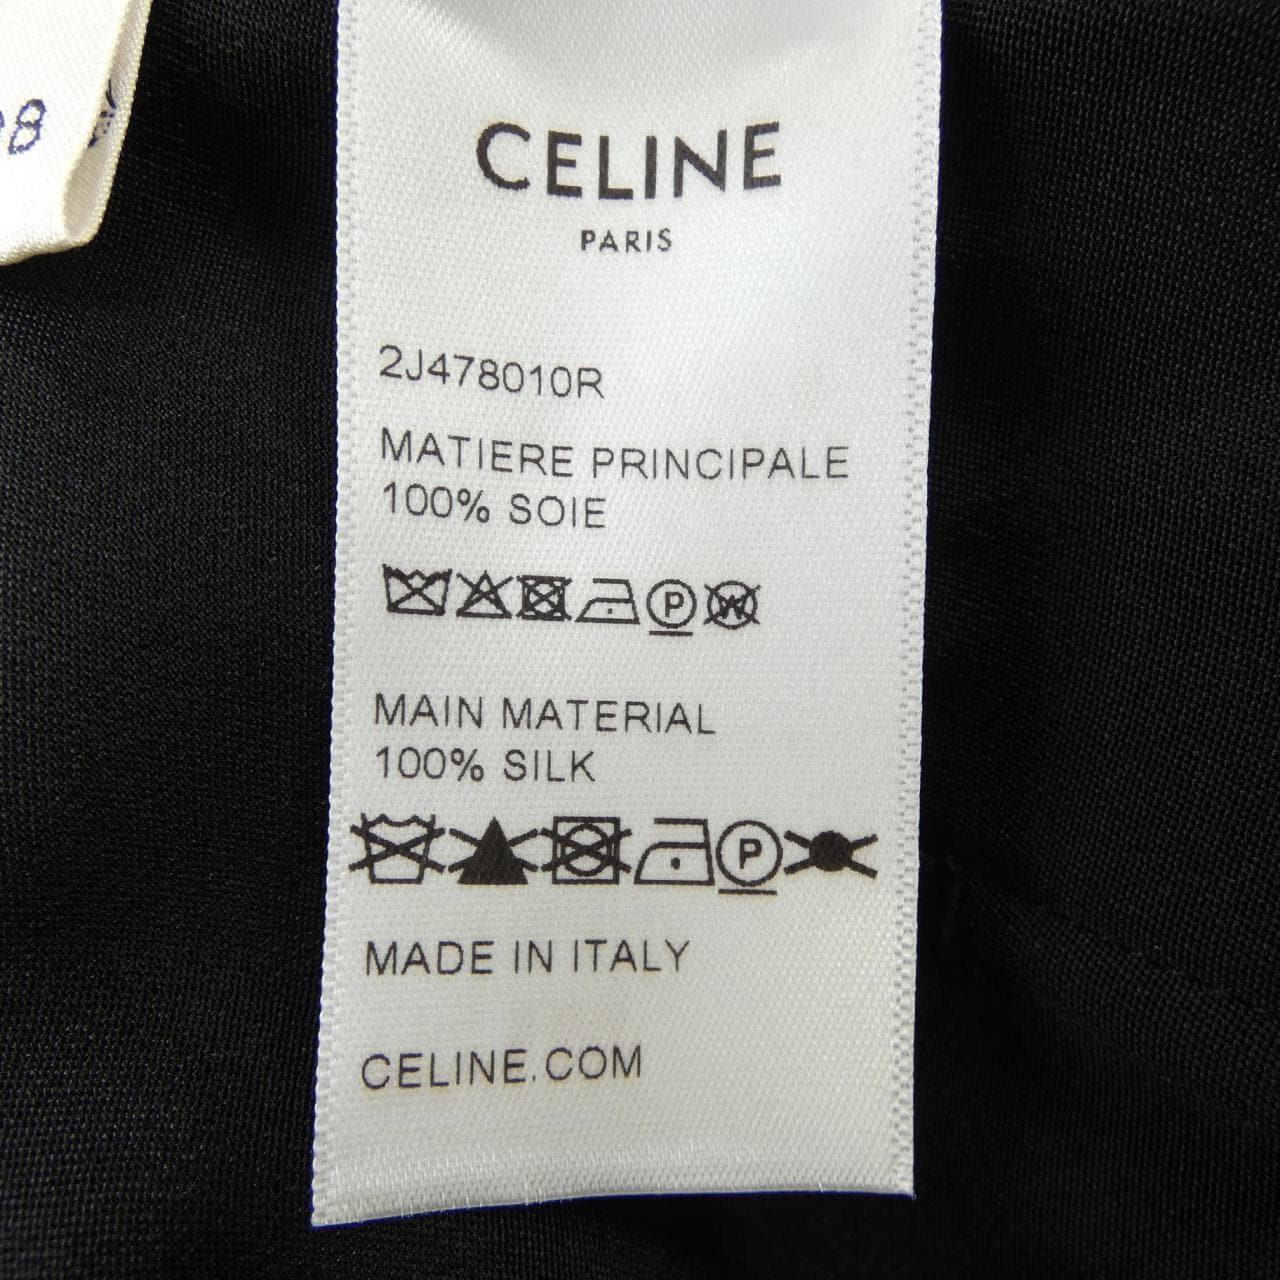 CELINE
PARIS
2J478010R
MATIERE PRINCIPALE
100% SOIE
P W
MAIN MATERIAL
100% SILK
P
MADE IN ITALY
CELINE.COM